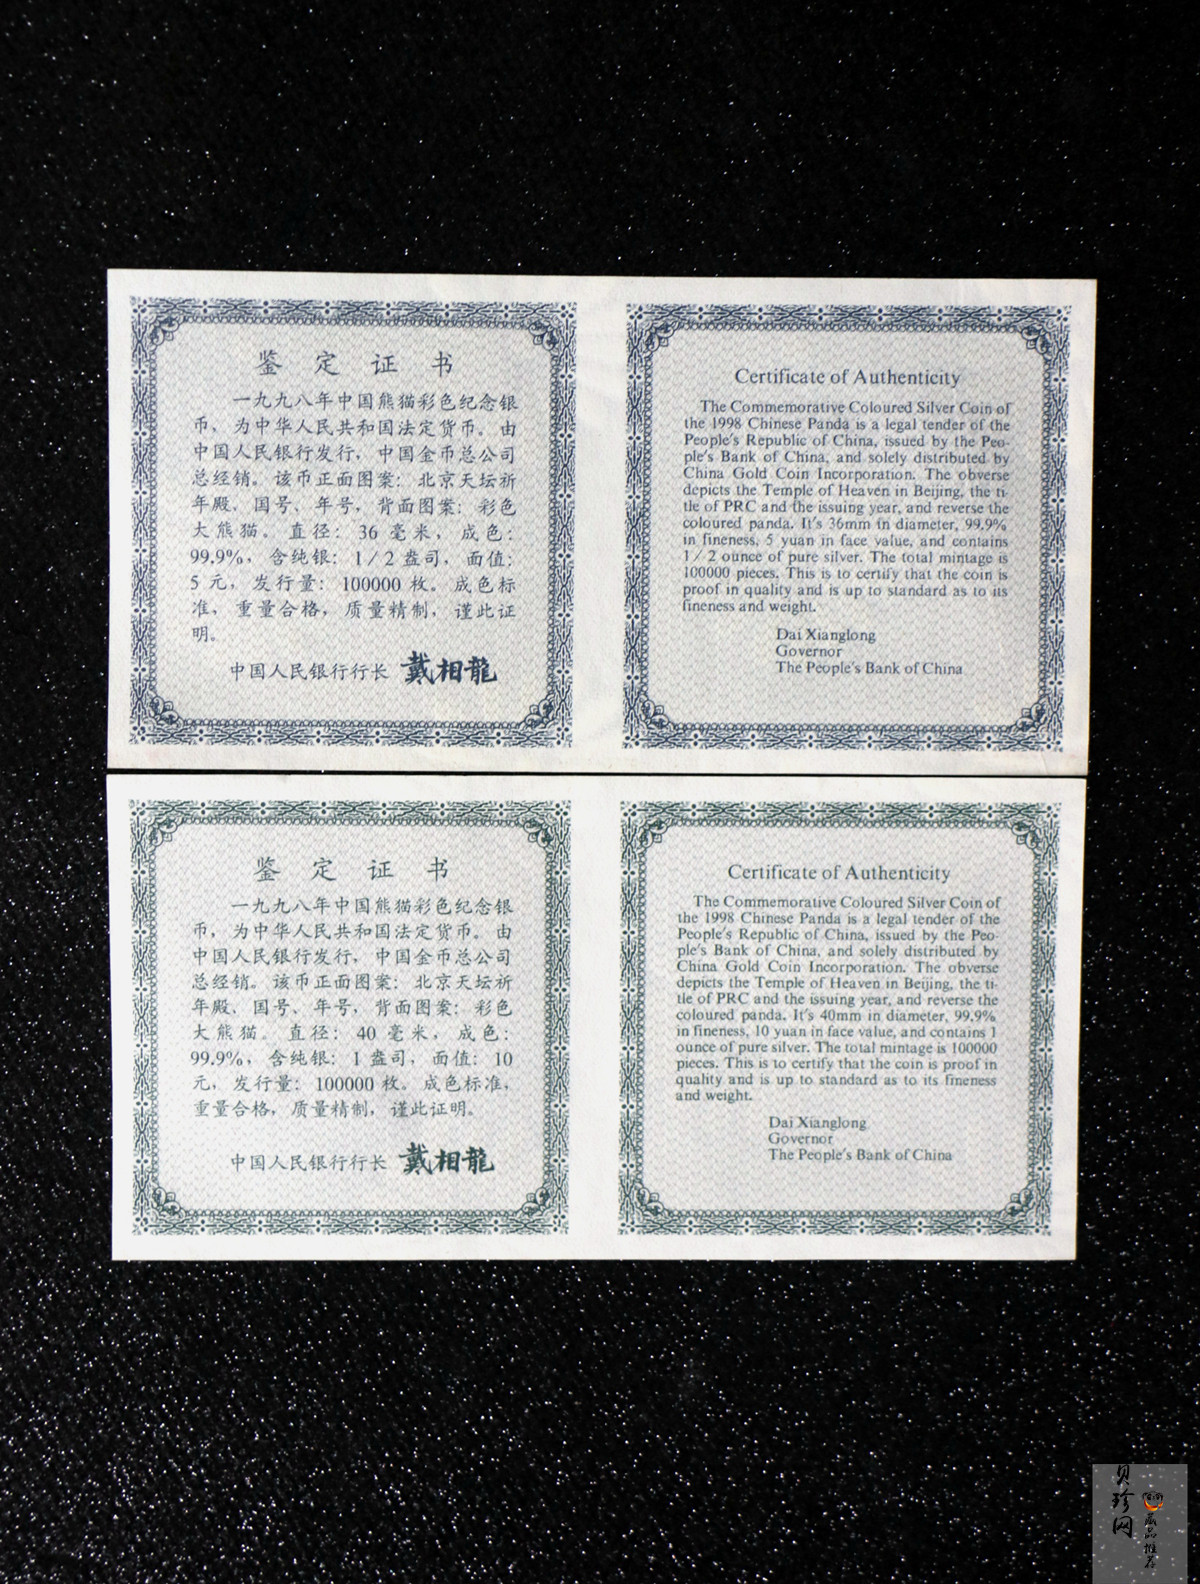 鉴定证书
一九九八年中国熊猫彩色纪念银
币，为中华人民共和国法定货币。由
中国人民银行发行，中国金币总公司
总经销。该币正面图案：北京天坛祈
年殿、国号、年号，背面图案：彩色
大熊猫。直径：36 毫米，成色：
99.9%，含纯银：1／2 盎司，面值：
5 元，发行量：100000 枚。成色标
准，重量合格，质量精制，谨此证
明。
中国人民银行行长 戴相龍
Certificate of Authenticity
The Commemorative Coloured Silver Coin of
the 1998 Chinese Panda is a legal tender of the
People's Republic of China, issued by the Peo-
ple's Bank of China, and solely distributed by
China Gold Coin Incorporation. The obverse
depicts the Temple of Heaven in Beijing, the ti-
tle of PRC and the issuing year, and reverse the
coloured panda. It's 36mm in diameter, 99.9%
in fineness, 5 yuan in face value, and contains
1／2 ounce of pure silver. The total mintage is
100000 pieces. This is to certify that the coin is
proof in quality and is up to standard as to its
fineness and weight.
Dai Xianglong
Governor
The People's Bank of China
鉴定证书
一九九八年中国熊猫彩色纪念银
币，为中华人民共和国法定货币。由
中国人民银行发行，中国金币总公司
总经销。该币正面图案：北京天坛祈
年殿、国号、年号，背面图案：彩色
大熊猫。直径：40 毫米，成色：
99.9%，含纯银：1 盎司，面值：10
元，发行量：100000 枚。成色标准，
重量合格，质量精制，谨此证明。
中国人民银行行长 戴相龍
Certificate of Authenticity
The Commemorative Coloured Silver Coin of
the 1998 Chinese Panda is a legal tender of the
People's Republic of China, issued by the Peo-
ple's Bank of China, and solely distributed by
China Gold Coin Incorporation. The obverse
depicts the Temple of Heaven in Beijing, the ti-
tle of PRC and the issuing year, and reverse the
coloured panda. It's 40mm in diameter, 99.9%
in fineness, 10 yuan in face value, and contains 1
ounce of pure silver. The total mintage is 100000
pieces. This is to certify that the coin is proof in
quality and is up to standard as to its fineness
and weight.
Dai Xianglong
Governor
The People's Bank of China
贝珍网
藏品推荐